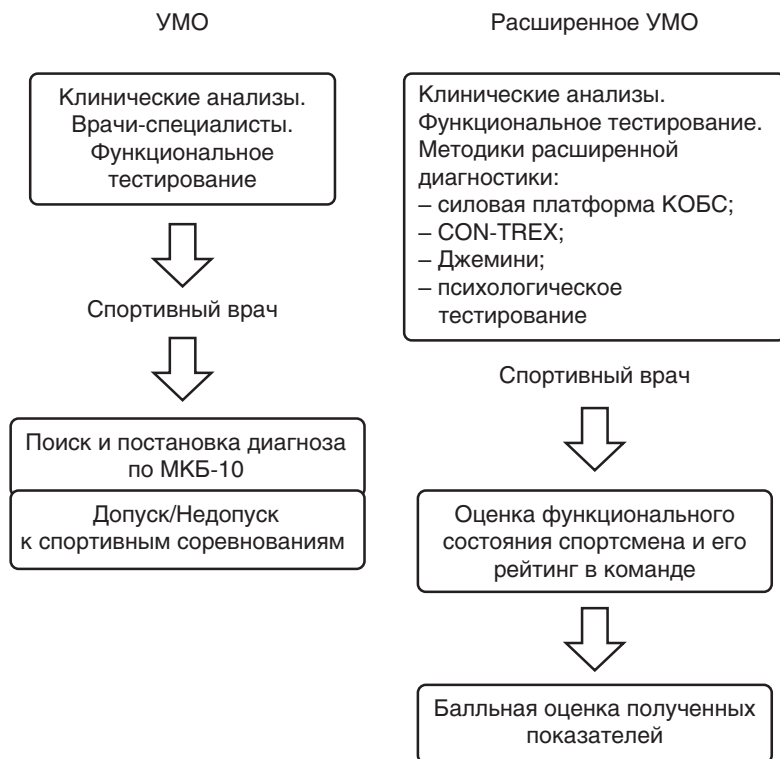 УМО
Клинические анализы.
Врачи-специалисты.
Функциональное
тестирование
Спортивный врач
Поиск и постановка диагноза
по МКБ-10
Допуск/Недопуск
к спортивным соревнованиям
Расширенное УМО
Клинические анализы.
Функциональное тестирование.
Методики расширенной
диагностики:
– силовая платформа КОБС;
– CON-TREX;
– Джемини;
– психологическое
тестирование
Спортивный врач
Оценка функционального
состояния спортсмена и его
рейтинг в команде
Балльная оценка полученных
показателей